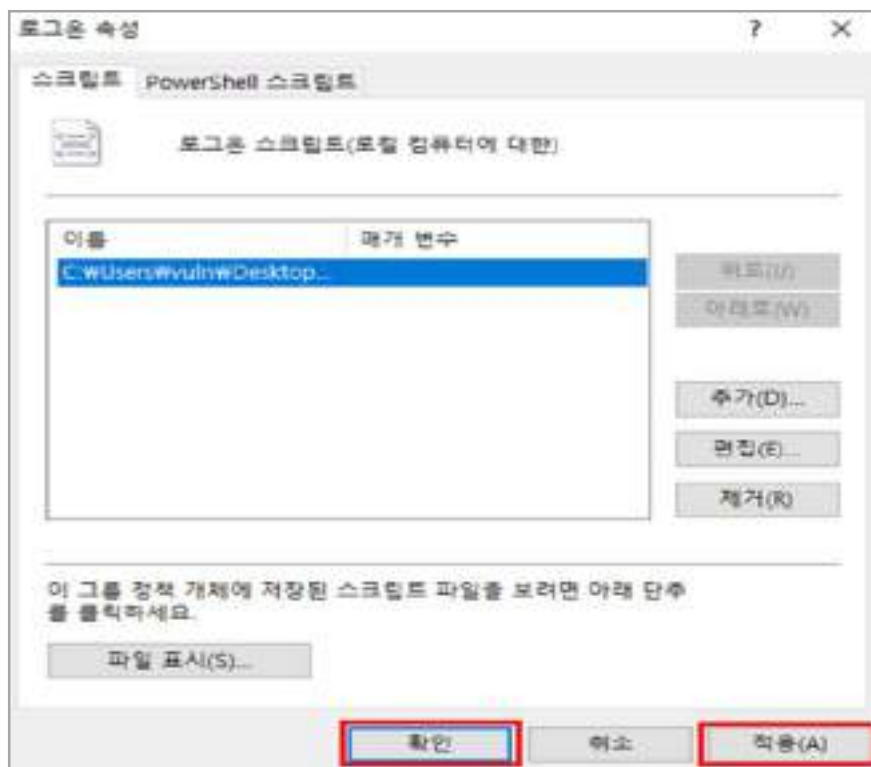 로그온 속성
스크립트 PowerShell 스크립트
로그온 스크립트(로컬 컴퓨터에 대한)
이름 매개 변수
C:₩Users₩vuln₩Desktop...
위로(U)
아래로(W)
추가(D)...
편집(E)...
제거(R)
이 그룹 정책 개체에 저장된 스크립트 파일을 보려면 아래 단추
를 클릭하세요.
파일 표시(S)...
확인 취소 적용(A)